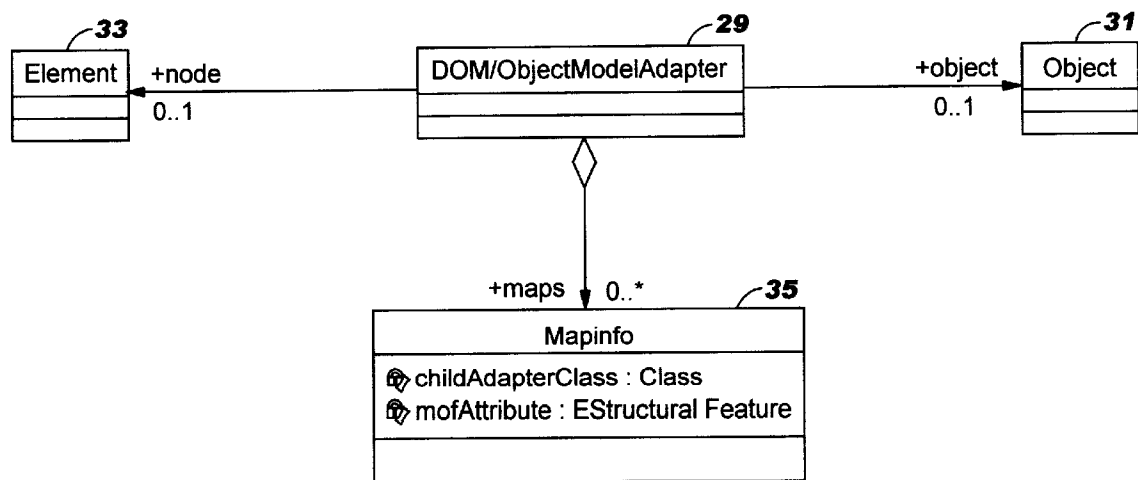 33
29
31
Element
DOM/ObjectModelAdapter
Object
+node
+object
0..1
0..1
+maps
0..*
35
Mapinfo
childAdapterClass : Class
mofAttribute : EStructural Feature